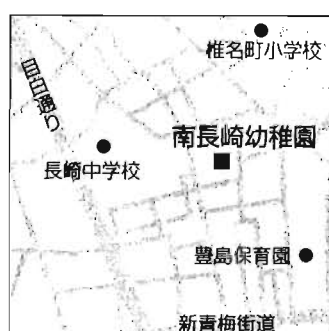 椎名町小学校
目白通り
南長崎幼稚園
長崎中学校
豊島保育園
新青梅街道